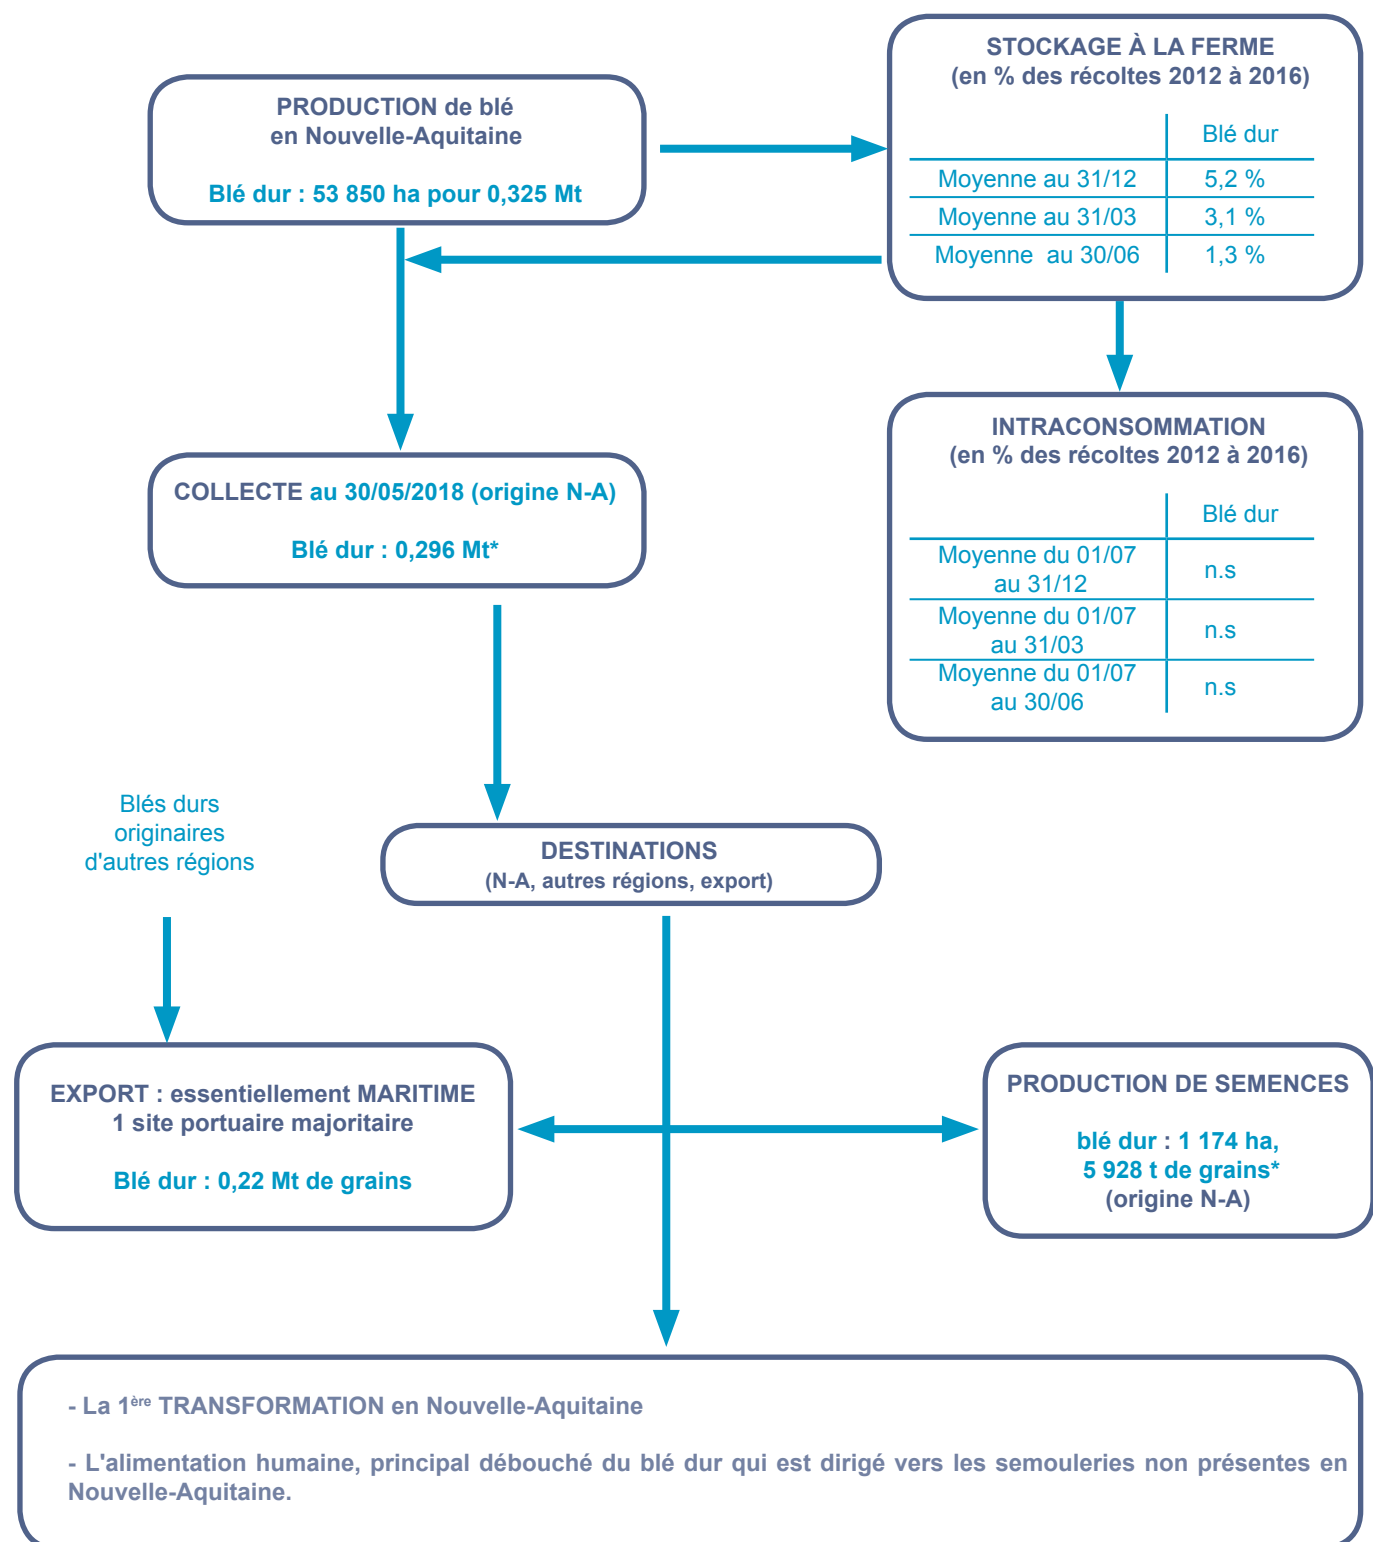 STOCKAGE À LA FERME
(en % des récoltes 2012 à 2016)
Blé dur
Moyenne au 31/12 5,2 %
Moyenne au 31/03 3,1 %
Moyenne au 30/06 1,3 %
PRODUCTION de blé
en Nouvelle-Aquitaine
Blé dur : 53 850 ha pour 0,325 Mt
INTRACONSOMMATION
(en % des récoltes 2012 à 2016)
Blé dur
Moyenne du 01/07
au 31/12 n.s
Moyenne du 01/07
au 31/03 n.s
Moyenne du 01/07
au 30/06 n.s
COLLECTE au 30/05/2018 (origine N-A)
Blé dur : 0,296 Mt*
Blés durs
originaires
d'autres régions
DESTINATIONS
(N-A, autres régions, export)
EXPORT : essentiellement MARITIME
1 site portuaire majoritaire
Blé dur : 0,22 Mt de grains
PRODUCTION DE SEMENCES
blé dur : 1 174 ha,
5 928 t de grains*
(origine N-A)
- La 1ère TRANSFORMATION en Nouvelle-Aquitaine
- L'alimentation humaine, principal débouché du blé dur qui est dirigé vers les semouleries non présentes en
Nouvelle-Aquitaine.